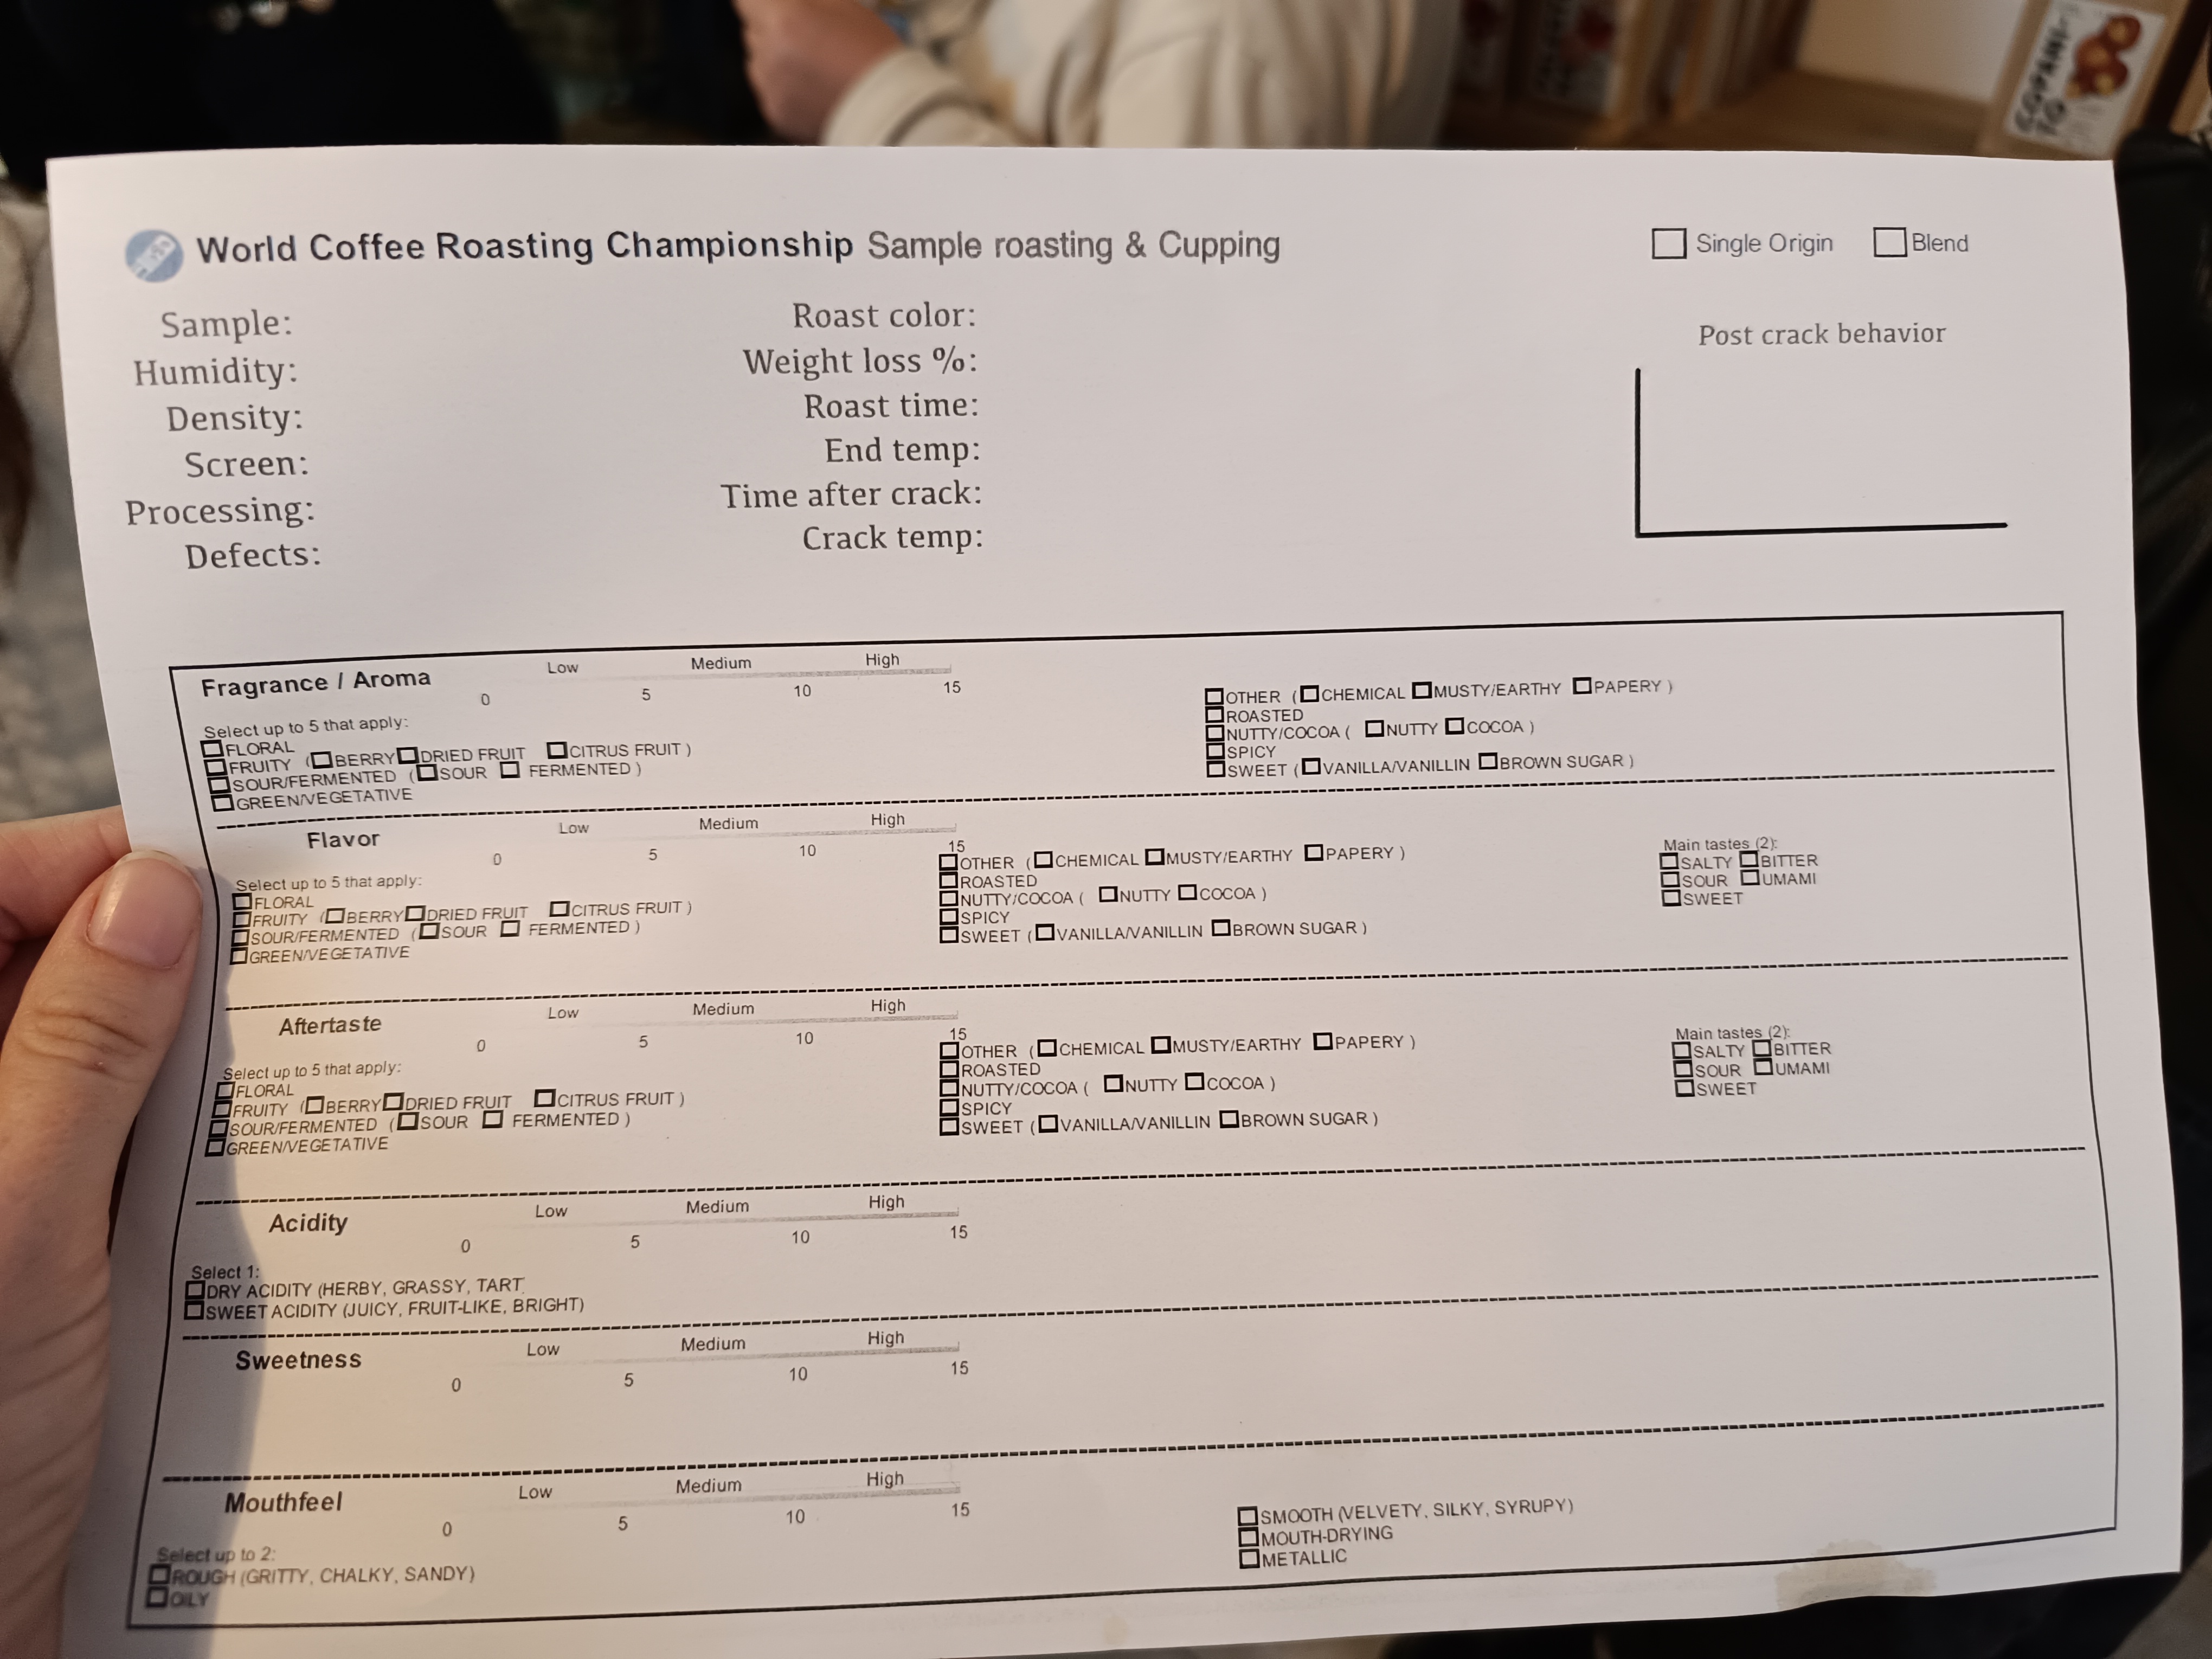 World Coffee Roasting Championship Sample roasting & Cupping
Single Origin Blend
Sample:
Humidity:
Density:
Screen:
Processing:
Defects:
Roast color:
Weight loss %:
Roast time:
End temp:
Time after crack:
Crack temp:
Post crack behavior
Fragrance / Aroma
Low Medium High
0 5 10 15
Select up to 5 that apply:
FLORAL
FRUITY (BERRY DRIED FRUIT CITRUS FRUIT )
SOUR/FERMENTED (SOUR FERMENTED )
GREEN/VEGETATIVE
OTHER (CHEMICAL MUSTY/EARTHY PAPERY )
ROASTED
NUTTY/COCOA ( NUTTY COCOA )
SPICY
SWEET (VANILLA/VANILLIN BROWN SUGAR )
Flavor
Low Medium High
0 5 10 15
Select up to 5 that apply:
FLORAL
FRUITY (BERRY DRIED FRUIT CITRUS FRUIT )
SOUR/FERMENTED (SOUR FERMENTED )
GREEN/VEGETATIVE
OTHER (CHEMICAL MUSTY/EARTHY PAPERY )
ROASTED
NUTTY/COCOA ( NUTTY COCOA )
SPICY
SWEET (VANILLA/VANILLIN BROWN SUGAR )
Main tastes (2):
SALTY BITTER
SOUR UMAMI
SWEET
Aftertaste
Low Medium High
0 5 10 15
Select up to 5 that apply:
FLORAL
FRUITY (BERRY DRIED FRUIT CITRUS FRUIT )
SOUR/FERMENTED (SOUR FERMENTED )
GREEN/VEGETATIVE
OTHER (CHEMICAL MUSTY/EARTHY PAPERY )
ROASTED
NUTTY/COCOA ( NUTTY COCOA )
SPICY
SWEET (VANILLA/VANILLIN BROWN SUGAR )
Main tastes (2):
SALTY BITTER
SOUR UMAMI
SWEET
Acidity
Low Medium High
0 5 10 15
Select 1:
DRY ACIDITY (HERBY, GRASSY, TART
SWEET ACIDITY (JUICY, FRUIT-LIKE, BRIGHT)
Sweetness
Low Medium High
0 5 10 15
Mouthfeel
Low Medium High
0 5 10 15
Select up to 2:
ROUGH (GRITTY, CHALKY, SANDY)
OILY
SMOOTH (VELVETY, SILKY, SYRUPY)
MOUTH-DRYING
METALLIC